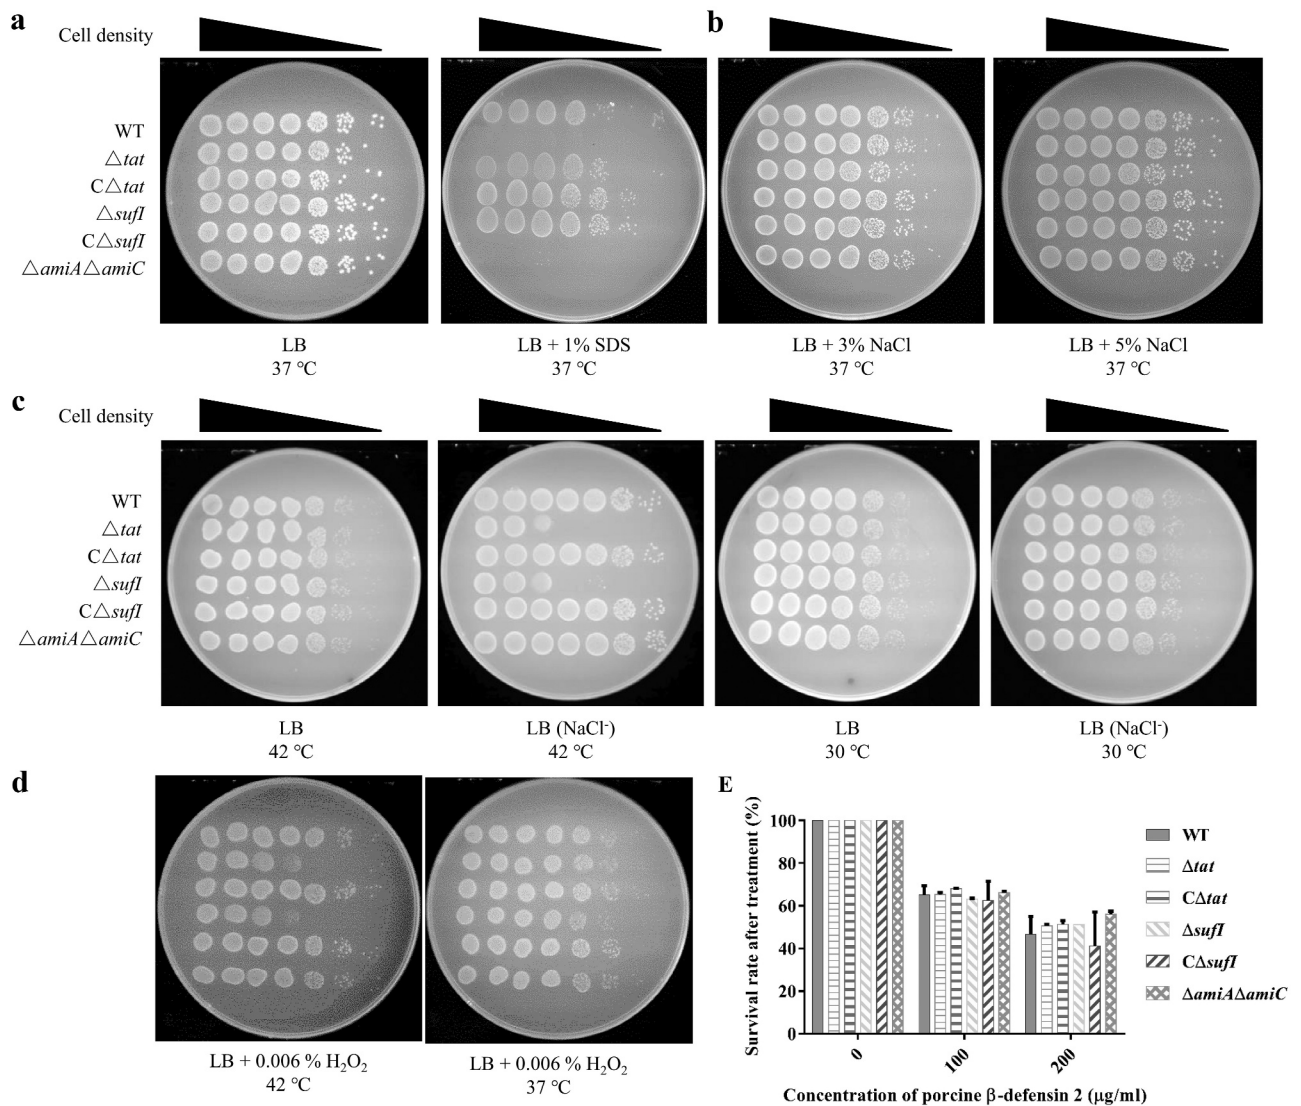 a
b
Cell density
WT
△tat
C△tat
△sufI
C△sufI
△amiA△amiC
LB
37 ℃
LB + 1% SDS
37 ℃
LB + 3% NaCl
37 ℃
LB + 5% NaCl
37 ℃
c
Cell density
WT
△tat
C△tat
△sufI
C△sufI
△amiA△amiC
LB
42 ℃
LB (NaCl⁻)
42 ℃
LB
30 ℃
LB (NaCl⁻)
30 ℃
d
LB + 0.006 % H₂O₂
42 ℃
LB + 0.006 % H₂O₂
37 ℃
E
Survival rate after treatment (%)
100
80
60
40
20
0
0
100
200
Concentration of porcine β-defensin 2 (μg/ml)
WT
Δtat
CΔtat
ΔsufI
CΔsufI
ΔamiAΔamiC